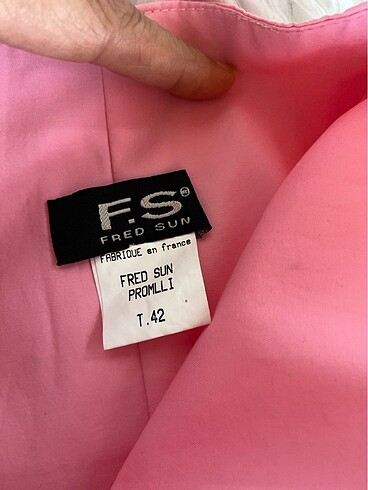 F.S®
FRED SUN
FABRIQUE en france
FRED SUN
PROMLLI
T.42